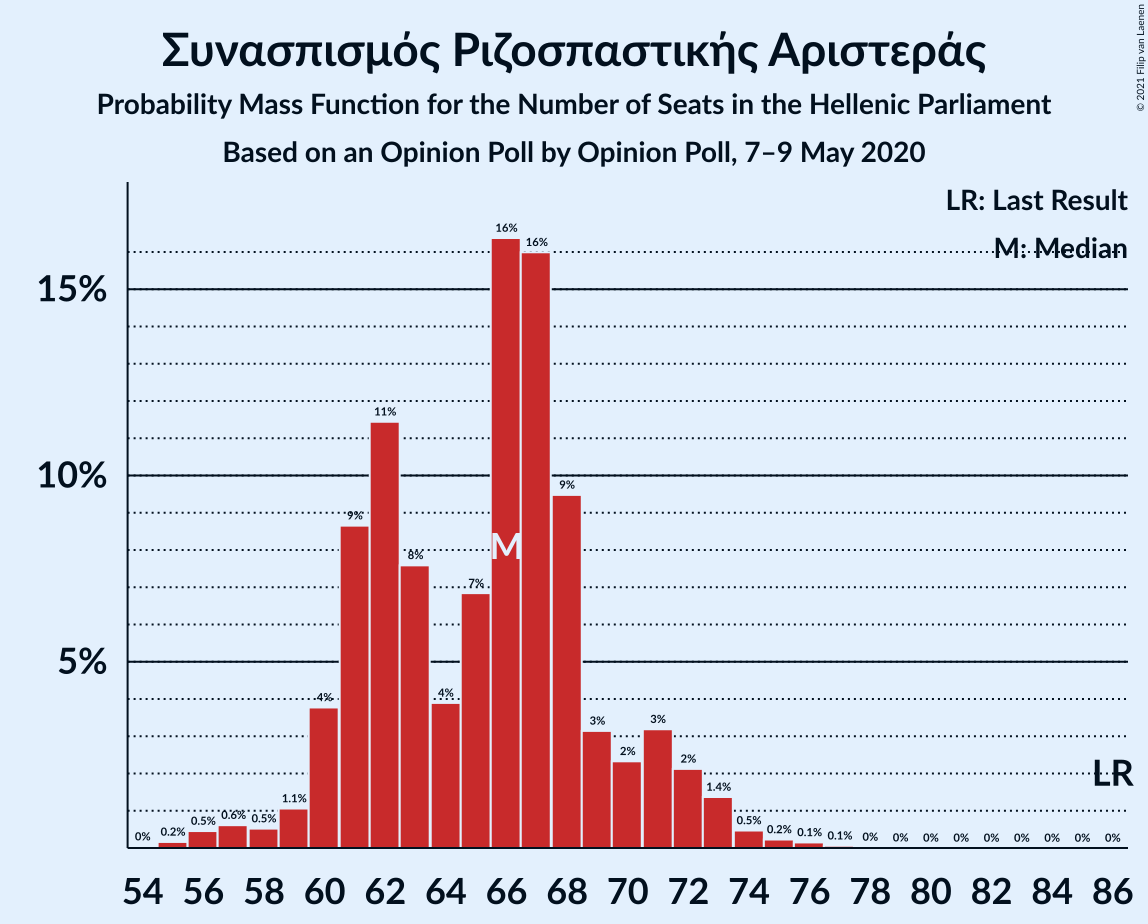 Συνασπισμός Ριζοσπαστικής Αριστεράς
Probability Mass Function for the Number of Seats in the Hellenic Parliament
Based on an Opinion Poll by Opinion Poll, 7–9 May 2020
© 2021 Filip van Laenen
LR: Last Result
M: Median
15%
10%
5%
0% 0.2% 0.5% 0.6% 0.5% 1.1% 4% 9% 11% 8% 4% 7% 16% 16% 9% 3% 2% 3% 2% 1.4% 0.5% 0.2% 0.1% 0.1% 0% 0% 0% 0% 0% 0% 0% 0% 0%
M
LR
54 56 58 60 62 64 66 68 70 72 74 76 78 80 82 84 86